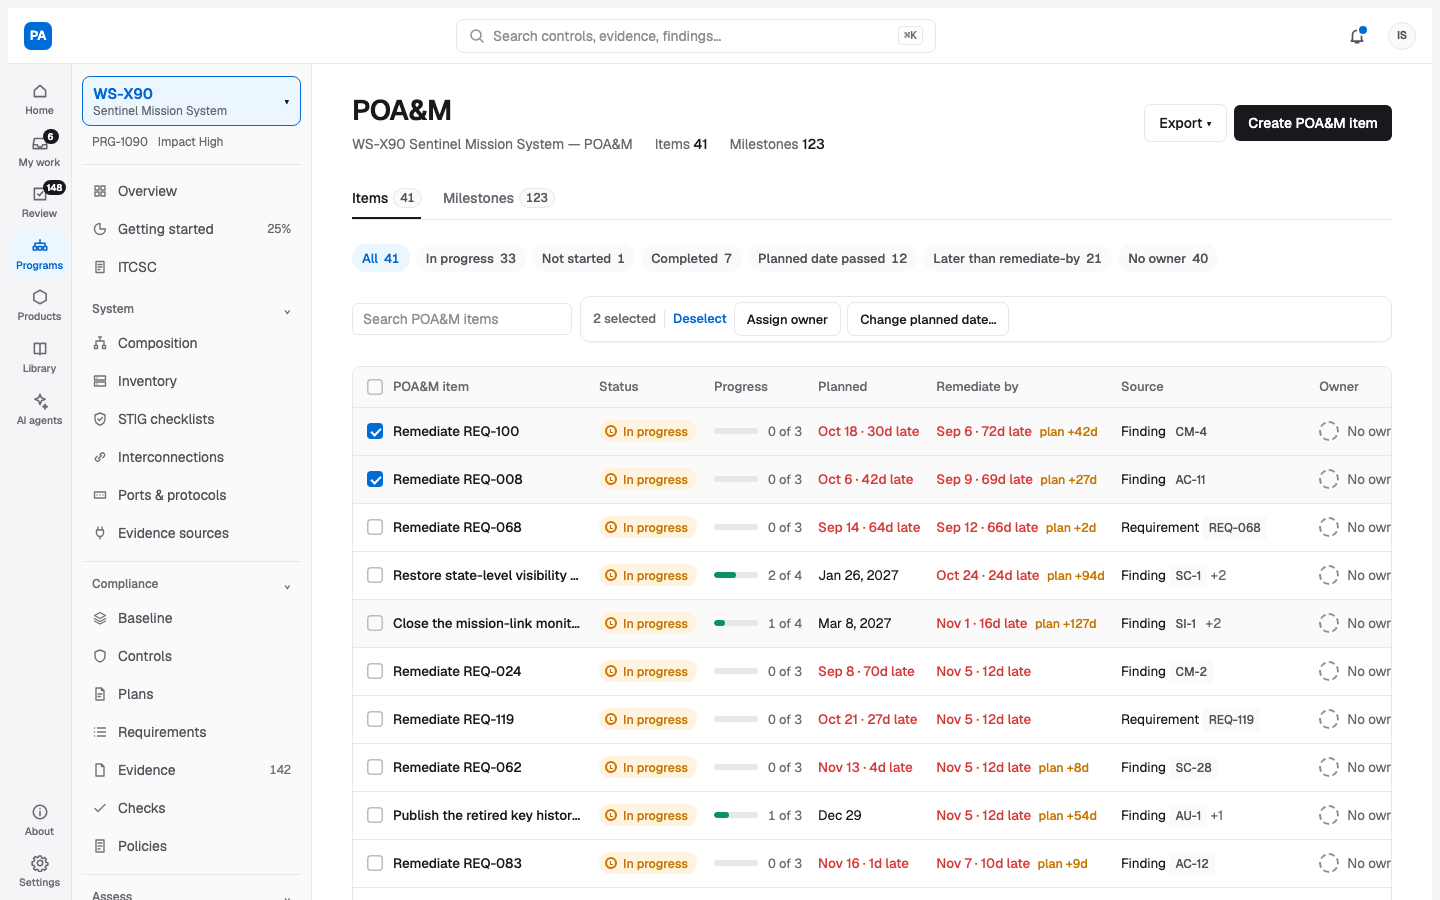 PA
Search controls, evidence, findings...
⌘K
IS
Home
6
My work
148
Review
Programs
Products
Library
AI agents
About
Settings
WS-X90
Sentinel Mission System
PRG-1090 Impact High
Overview
Getting started 25%
ITCSC
System
Composition
Inventory
STIG checklists
Interconnections
Ports & protocols
Evidence sources
Compliance
Baseline
Controls
Plans
Requirements
Evidence 142
Checks
Policies
Assess
POA&M
WS-X90 Sentinel Mission System — POA&M Items 41 Milestones 123
Export
Create POA&M item
Items 41 Milestones 123
All 41 In progress 33 Not started 1 Completed 7 Planned date passed 12 Later than remediate-by 21 No owner 40
Search POA&M items
2 selected Deselect Assign owner Change planned date...
POA&M item Status Progress Planned Remediate by Source Owner
Remediate REQ-100 In progress 0 of 3 Oct 18 · 30d late Sep 6 · 72d late plan +42d Finding CM-4 No owr
Remediate REQ-008 In progress 0 of 3 Oct 6 · 42d late Sep 9 · 69d late plan +27d Finding AC-11 No owr
Remediate REQ-068 In progress 0 of 3 Sep 14 · 64d late Sep 12 · 66d late plan +2d Requirement REQ-068 No owr
Restore state-level visibility ... In progress 2 of 4 Jan 26, 2027 Oct 24 · 24d late plan +94d Finding SC-1 +2 No owr
Close the mission-link monit... In progress 1 of 4 Mar 8, 2027 Nov 1 · 16d late plan +127d Finding SI-1 +2 No owr
Remediate REQ-024 In progress 0 of 3 Sep 8 · 70d late Nov 5 · 12d late Finding CM-2 No owr
Remediate REQ-119 In progress 0 of 3 Oct 21 · 27d late Nov 5 · 12d late Requirement REQ-119 No owr
Remediate REQ-062 In progress 0 of 3 Nov 13 · 4d late Nov 5 · 12d late plan +8d Finding SC-28 No owr
Publish the retired key histor... In progress 1 of 3 Dec 29 Nov 5 · 12d late plan +54d Finding AU-1 +1 No owr
Remediate REQ-083 In progress 0 of 3 Nov 16 · 1d late Nov 7 · 10d late plan +9d Finding AC-12 No owr